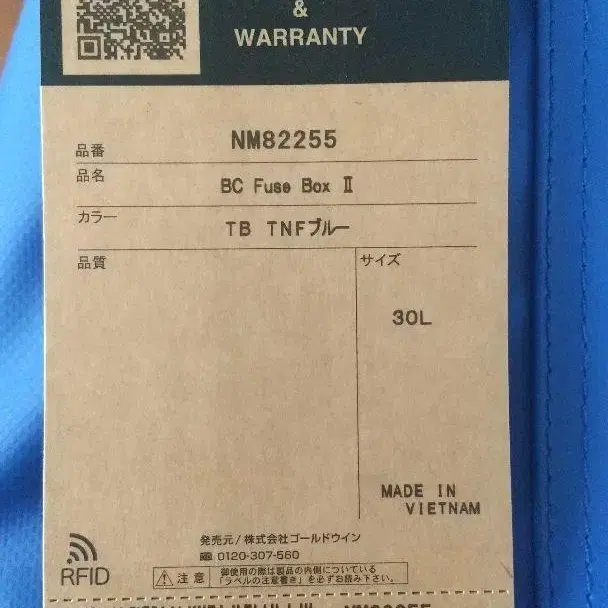 &
WARRANTY
品番 NM82255
品名 BC Fuse Box Ⅱ
カラー TB TNFブルー
品質 サイズ
30L
MADE IN
VIETNAM
発売元/株式会社ゴールドウイン
0120-307-560
RFID
注意 御使用の際は製品の内側についている
「ラベルの注意書き」を必ずお読み下さい。